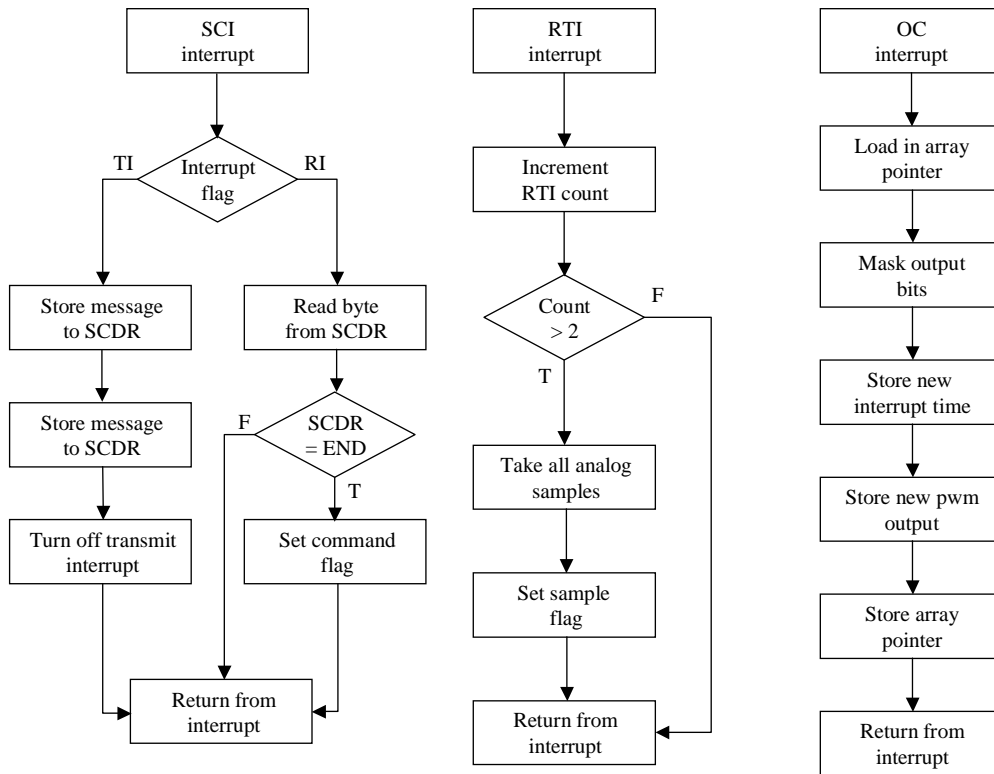 SCI
interrupt
Interrupt
flag
TI
RI
Store message
to SCDR
Store message
to SCDR
Turn off transmit
interrupt
Read byte
from SCDR
SCDR
= END
F
T
Set command
flag
Return from
interrupt
RTI
interrupt
Increment
RTI count
Count
> 2
F
T
Take all analog
samples
Set sample
flag
Return from
interrupt
OC
interrupt
Load in array
pointer
Mask output
bits
Store new
interrupt time
Store new pwm
output
Store array
pointer
Return from
interrupt